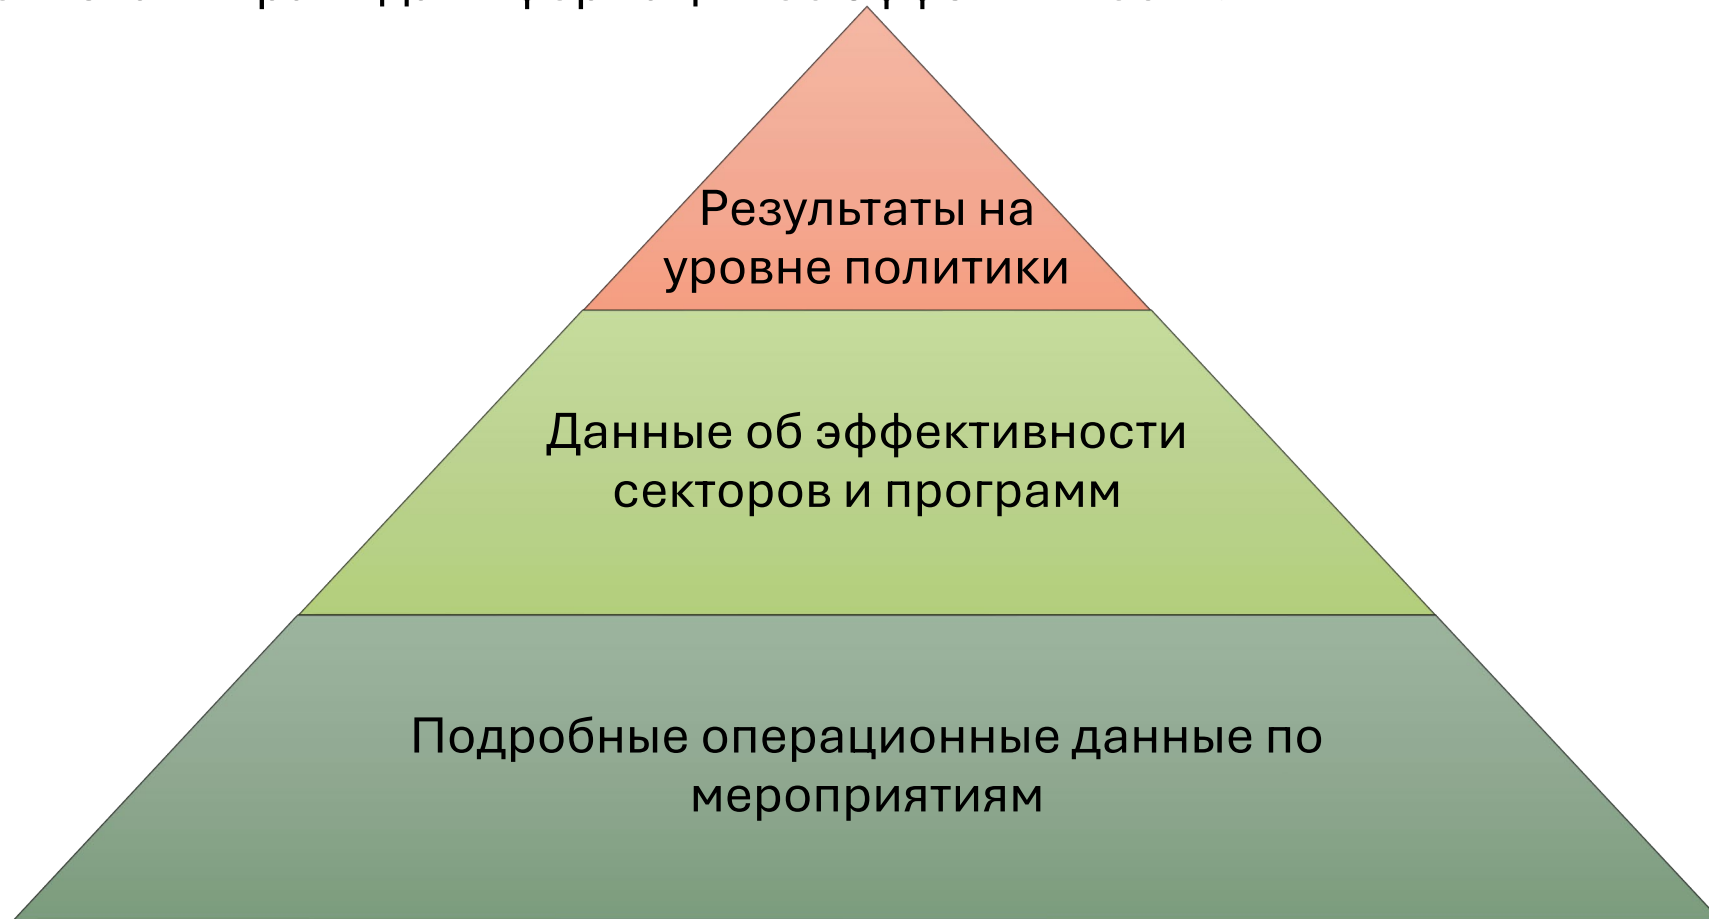 Результаты на
уровне политики
Данные об эффективности
секторов и программ
Подробные операционные данные по
мероприятиям